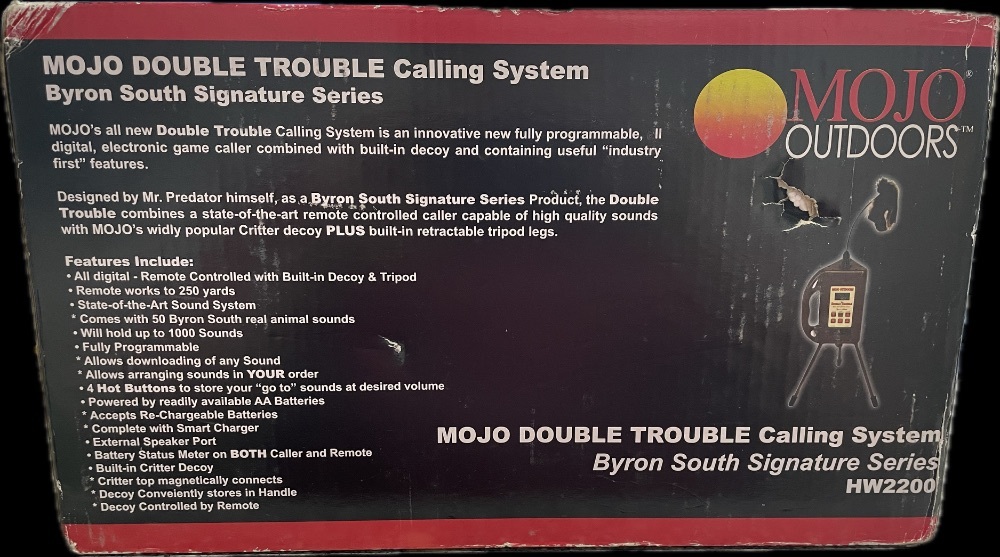 MOJO DOUBLE TROUBLE Calling System
Byron South Signature Series
MOJO's all new Double Trouble Calling System is an innovative new fully programmable, ll
digital, electronic game caller combined with built-in decoy and containing useful "industry
first" features.
Designed by Mr. Predator himself, as a Byron South Signature Series Product, the Double
Trouble combines a state-of-the-art remote controlled caller capable of high quality sounds
with MOJO's widly popular Critter decoy PLUS built-in retractable tripod legs.
Features Include:
• All digital - Remote Controlled with Built-in Decoy & Tripod
• Remote works to 250 yards
• State-of-the-Art Sound System
* Comes with 50 Byron South real animal sounds
• Will hold up to 1000 Sounds
• Fully Programmable
* Allows downloading of any Sound
* Allows arranging sounds in YOUR order
• 4 Hot Buttons to store your "go to" sounds at desired volume
• Powered by readily available AA Batteries
* Accepts Re-Chargeable Batteries
* Complete with Smart Charger
• External Speaker Port
• Battery Status Meter on BOTH Caller and Remote
• Built-in Critter Decoy
* Critter top magnetically connects
* Decoy Conveiently stores in Handle
* Decoy Controlled by Remote
MOJO®
OUTDOORS™
MOJO DOUBLE TROUBLE Calling System
Byron South Signature Series
HW2200